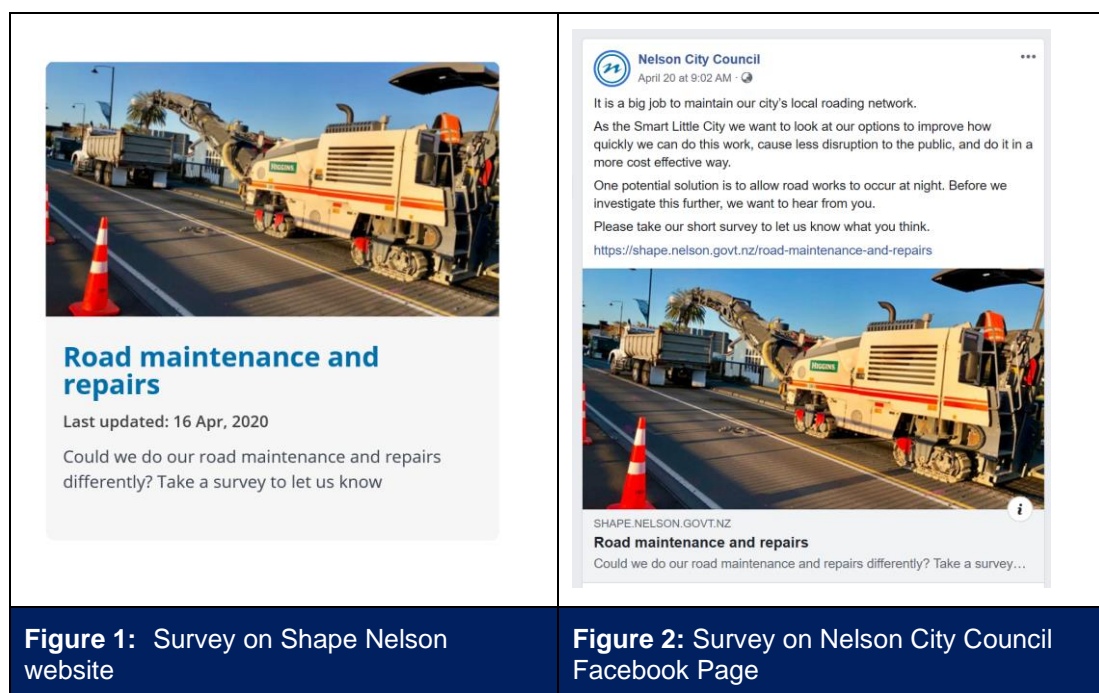 HIGGINS
Road maintenance and
repairs
Last updated: 16 Apr, 2020
Could we do our road maintenance and repairs
differently? Take a survey to let us know
Figure 1: Survey on Shape Nelson
website
Nelson City Council
April 20 at 9:02 AM ·
It is a big job to maintain our city's local roading network.
As the Smart Little City we want to look at our options to improve how
quickly we can do this work, cause less disruption to the public, and do it in a
more cost effective way.
One potential solution is to allow road works to occur at night. Before we
investigate this further, we want to hear from you.
Please take our short survey to let us know what you think.
https://shape.nelson.govt.nz/road-maintenance-and-repairs
HIGGINS
SHAPE.NELSON.GOVT.NZ
Road maintenance and repairs
Could we do our road maintenance and repairs differently? Take a survey...
Figure 2: Survey on Nelson City Council
Facebook Page